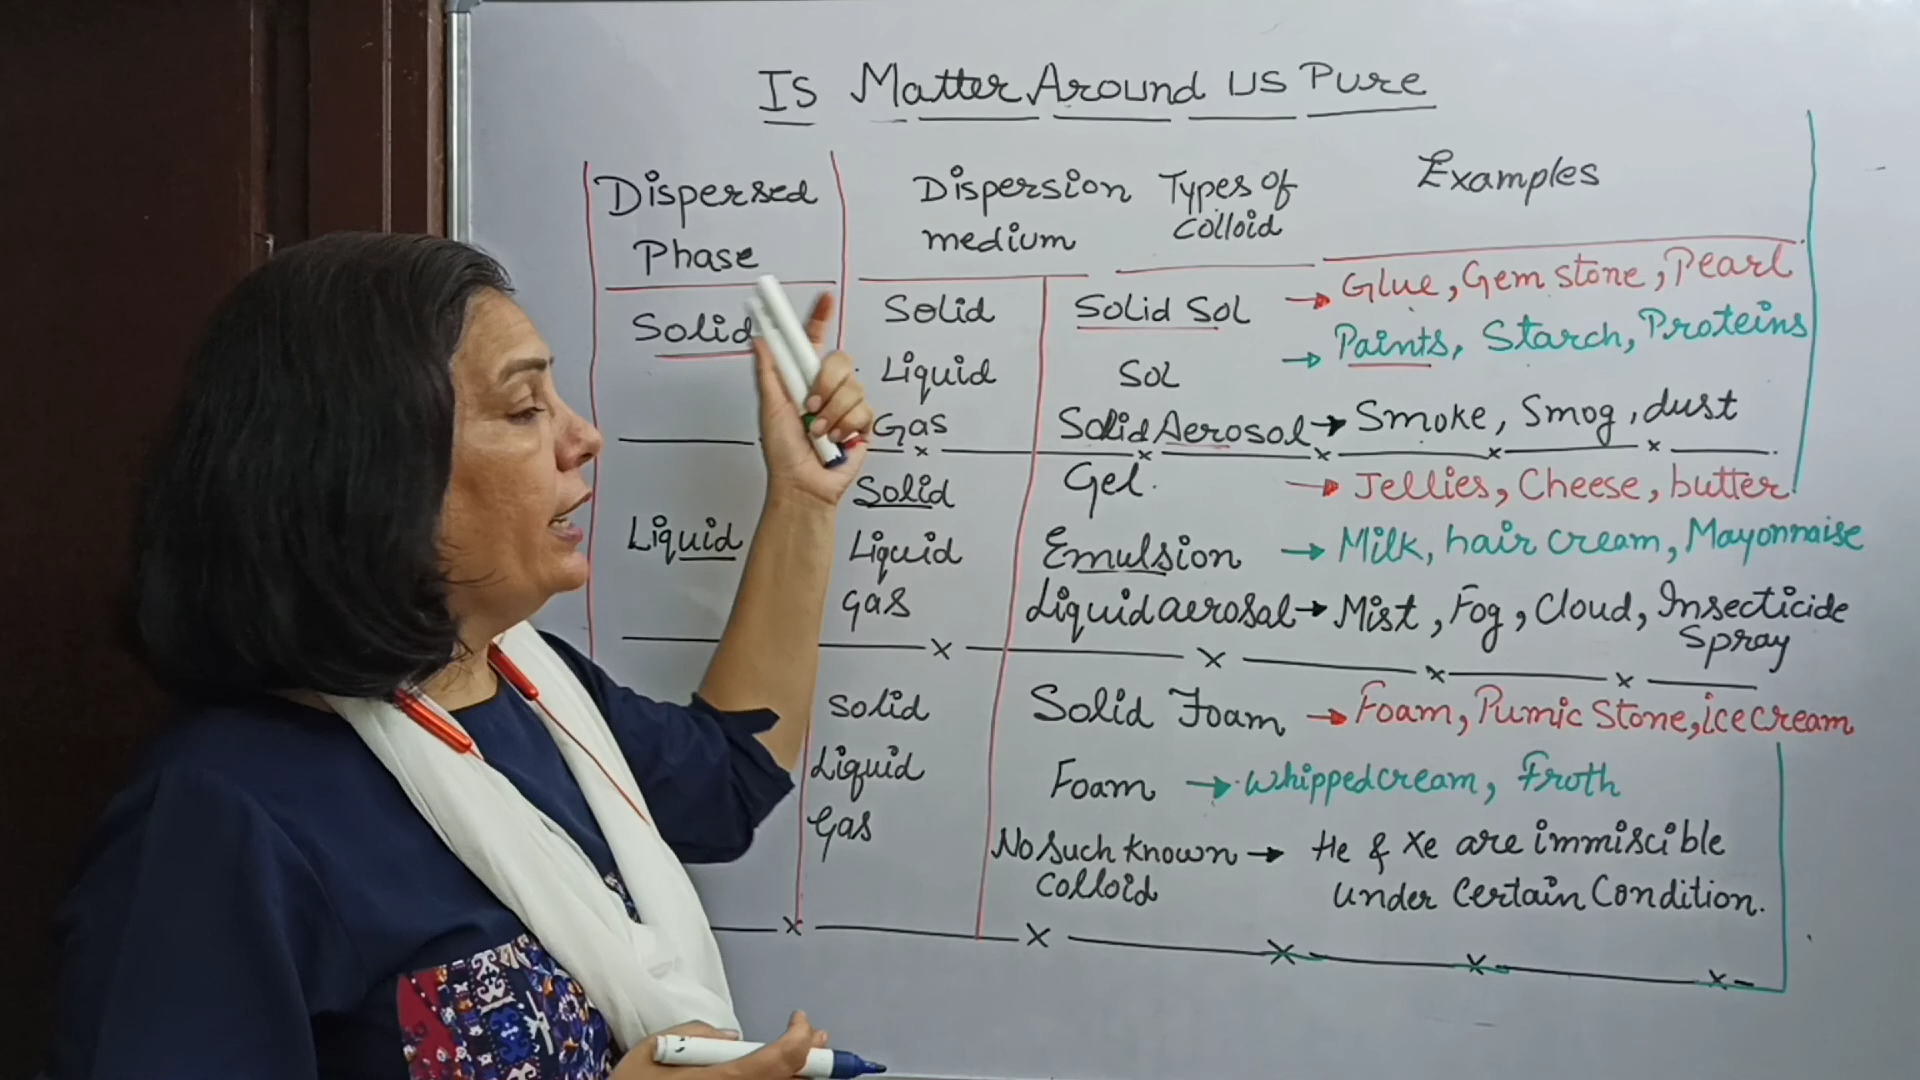 Is Matter Around us Pure
Dispersed Phase
Dispersion medium
Types of colloid
Examples
Solid
Solid
Solid Sol → Glue, Gem stone, Pearl
Liquid
Sol → Paints, Starch, Proteins
Gas
Solid Aerosol → Smoke, Smog, dust
Liquid
Solid
Gel. → Jellies, Cheese, butter
Liquid
Emulsion → Milk, hair cream, Mayonnaise
gas
Liquid aerosal → Mist, Fog, Cloud, Insecticide Spray
Solid
Solid Foam → Foam, Pumic Stone, ice cream
Liquid
Foam → whipped cream, Froth
Gas
No such known colloid → He & Xe are immiscible under certain Condition.